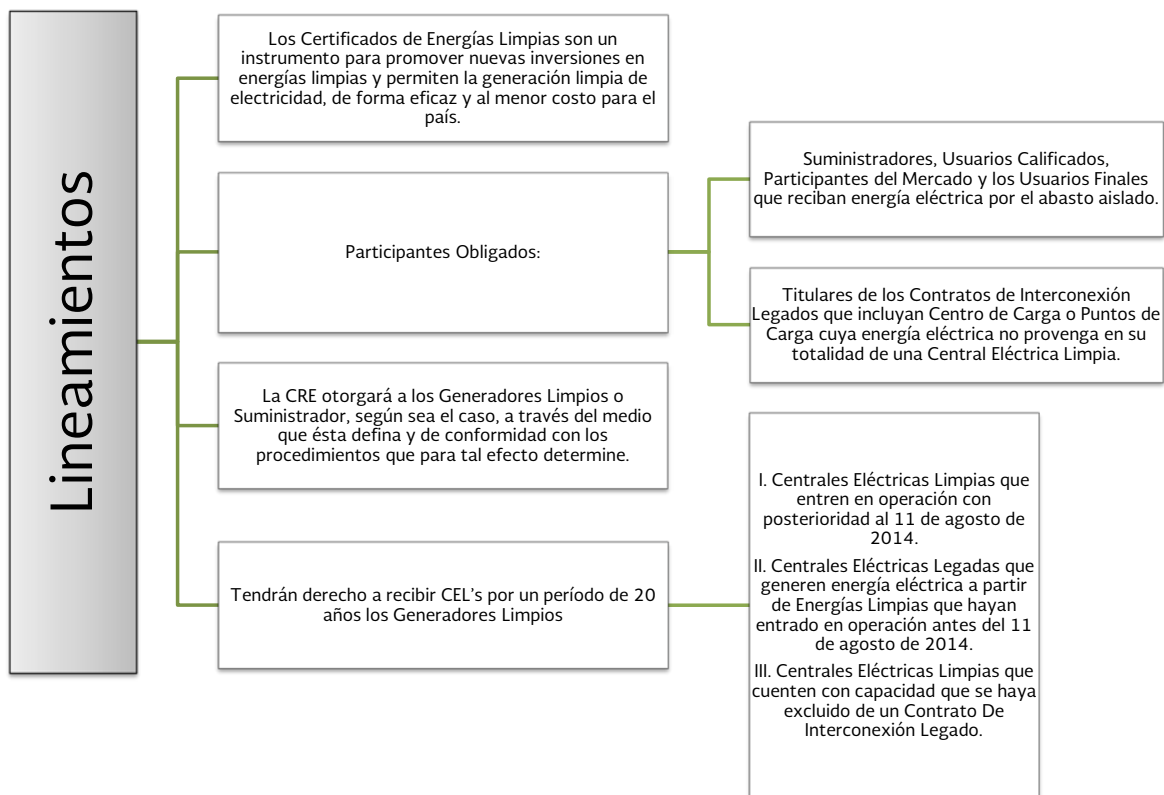 Lineamientos
Los Certificados de Energías Limpias son un
instrumento para promover nuevas inversiones en
energías limpias y permiten la generación limpia de
electricidad, de forma eficaz y al menor costo para el
país.
Participantes Obligados:
Suministradores, Usuarios Calificados,
Participantes del Mercado y los Usuarios Finales
que reciban energía eléctrica por el abasto aislado.
Titulares de los Contratos de Interconexión
Legados que incluyan Centro de Carga o Puntos de
Carga cuya energía eléctrica no provenga en su
totalidad de una Central Eléctrica Limpia.
La CRE otorgará a los Generadores Limpios o
Suministrador, según sea el caso, a través del medio
que ésta defina y de conformidad con los
procedimientos que para tal efecto determine.
Tendrán derecho a recibir CEL's por un período de 20
años los Generadores Limpios
I. Centrales Eléctricas Limpias que
entren en operación con
posterioridad al 11 de agosto de
2014.
II. Centrales Eléctricas Legadas que
generen energía eléctrica a partir
de Energías Limpias que hayan
entrado en operación antes del 11
de agosto de 2014.
III. Centrales Eléctricas Limpias que
cuenten con capacidad que se haya
excluido de un Contrato De
Interconexión Legado.